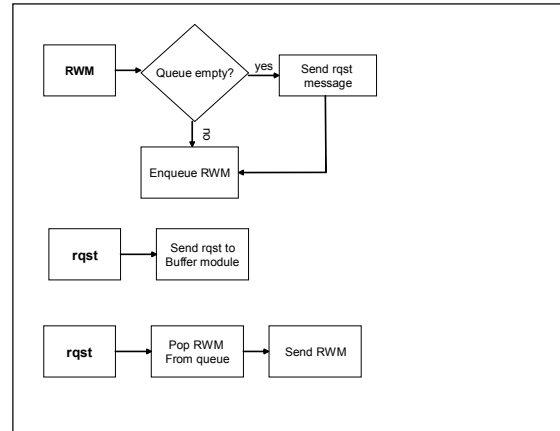 RWM
Queue empty?
yes
Send rqst
message
no
Enqueue RWM
rqst
Send rqst to
Buffer module
rqst
Pop RWM
From queue
Send RWM